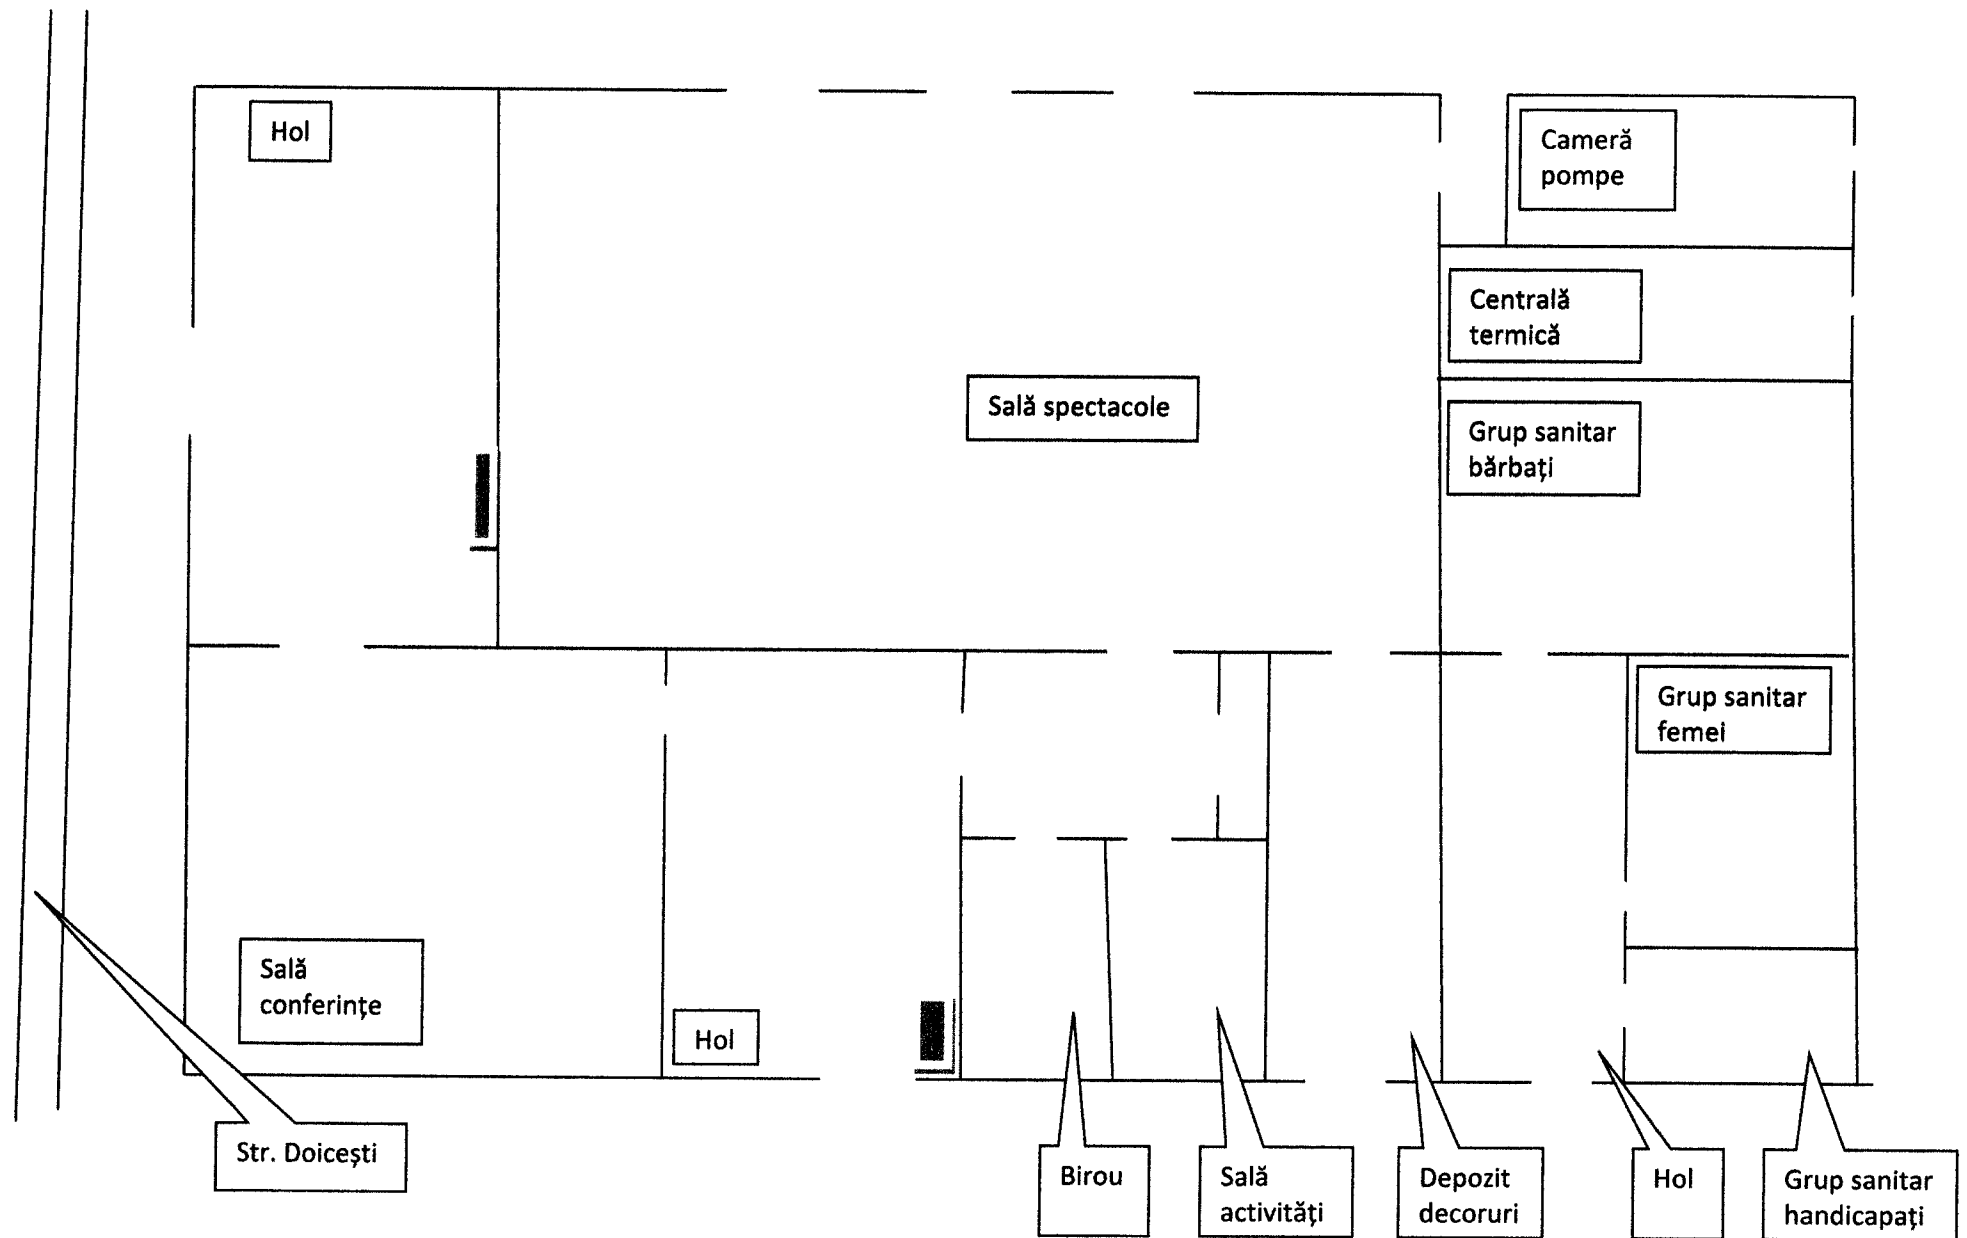 Hol
Cameră
pompe
Centrală
termică
Sală spectacole
Grup sanitar
bărbați
Grup sanitar
femei
Sală
conferințe
Hol
Str. Doicești
Birou
Sală
activități
Depozit
decoruri
Hol
Grup sanitar
handicapați